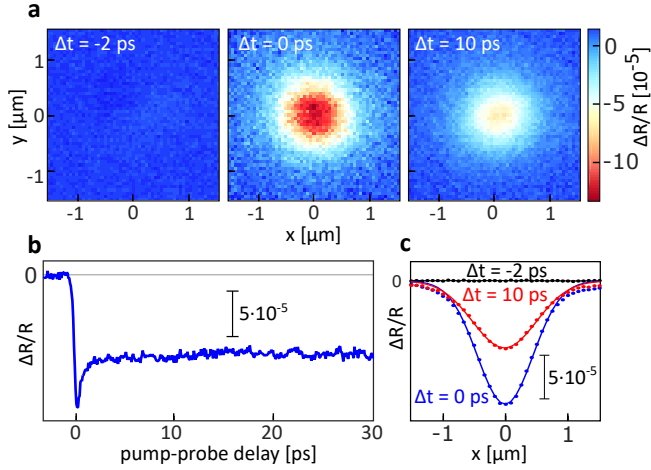 a
Δt = -2 ps
Δt = 0 ps
Δt = 10 ps
y [μm]
1
0
-1
-1 0 1
-1 0 1
-1 0 1
x [μm]
0
−5
−10
ΔR/R [10⁻⁵]
b
0
5·10⁻⁵
ΔR/R
0 10 20 30
pump-probe delay [ps]
c
0
Δt = -2 ps
Δt = 10 ps
5·10⁻⁵
Δt = 0 ps
ΔR/R
−1 0 1
x [μm]